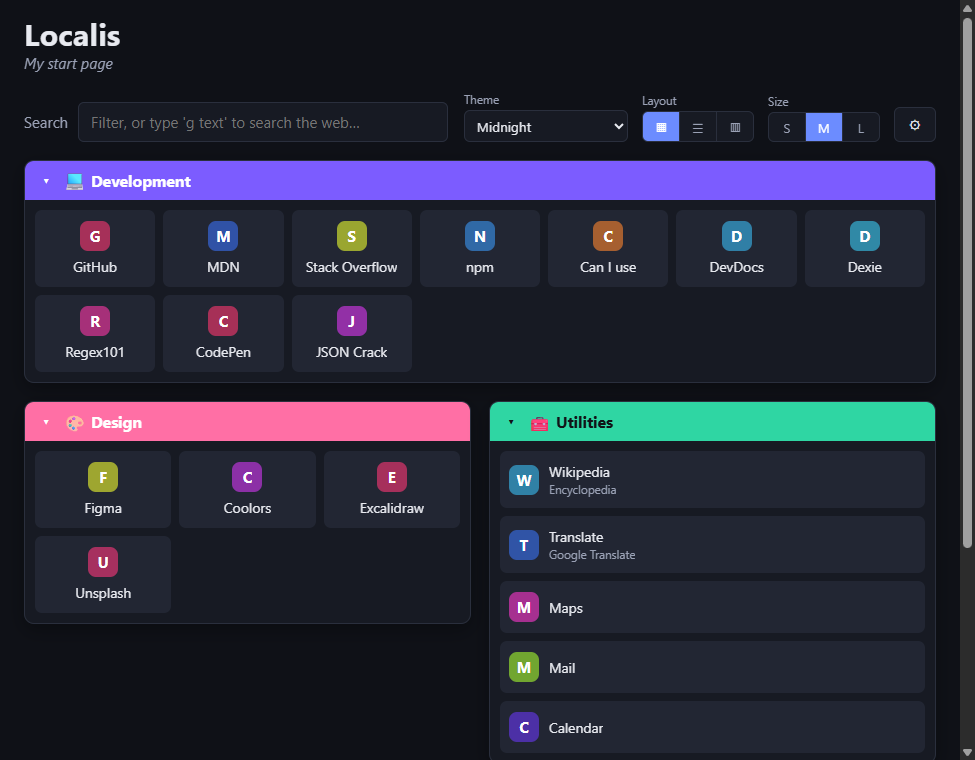 Localis
My start page
Search
Filter, or type 'g text' to search the web...
Theme
Midnight
Layout
Size
S M L
Development
G M S N C D D
GitHub MDN Stack Overflow npm Can I use DevDocs Dexie
R C J
Regex101 CodePen JSON Crack
Design
F C E
Figma Coolors Excalidraw
U
Unsplash
Utilities
W
Wikipedia
Encyclopedia
T
Translate
Google Translate
M Maps
M Mail
C Calendar